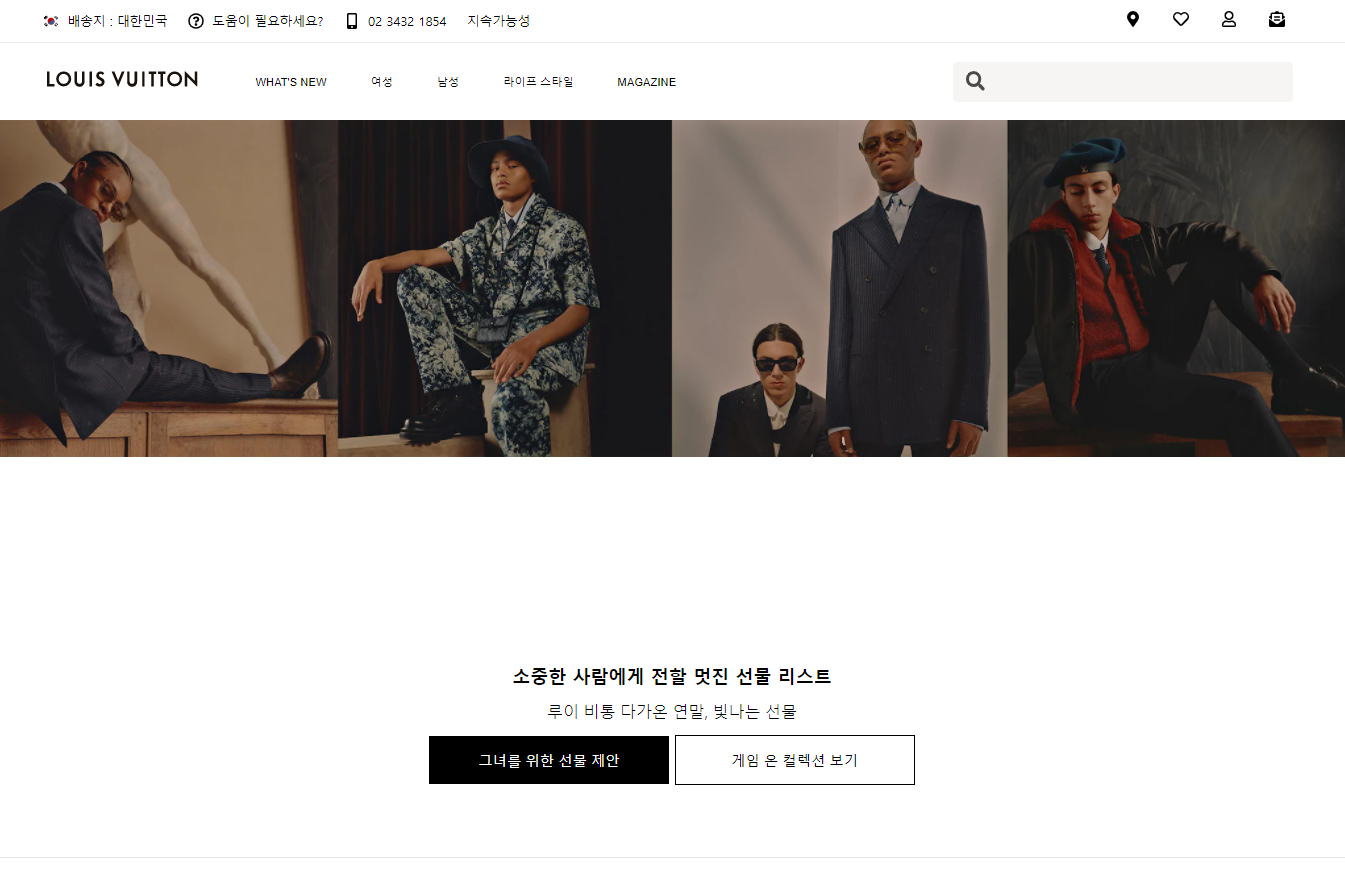 배송지 : 대한민국
도움이 필요하세요?
02 3432 1854
지속가능성
LOUIS VUITTON
WHAT'S NEW
여성
남성
라이프 스타일
MAGAZINE
소중한 사람에게 전할 멋진 선물 리스트
루이 비통 다가온 연말, 빛나는 선물
그녀를 위한 선물 제안
게임 온 컬렉션 보기